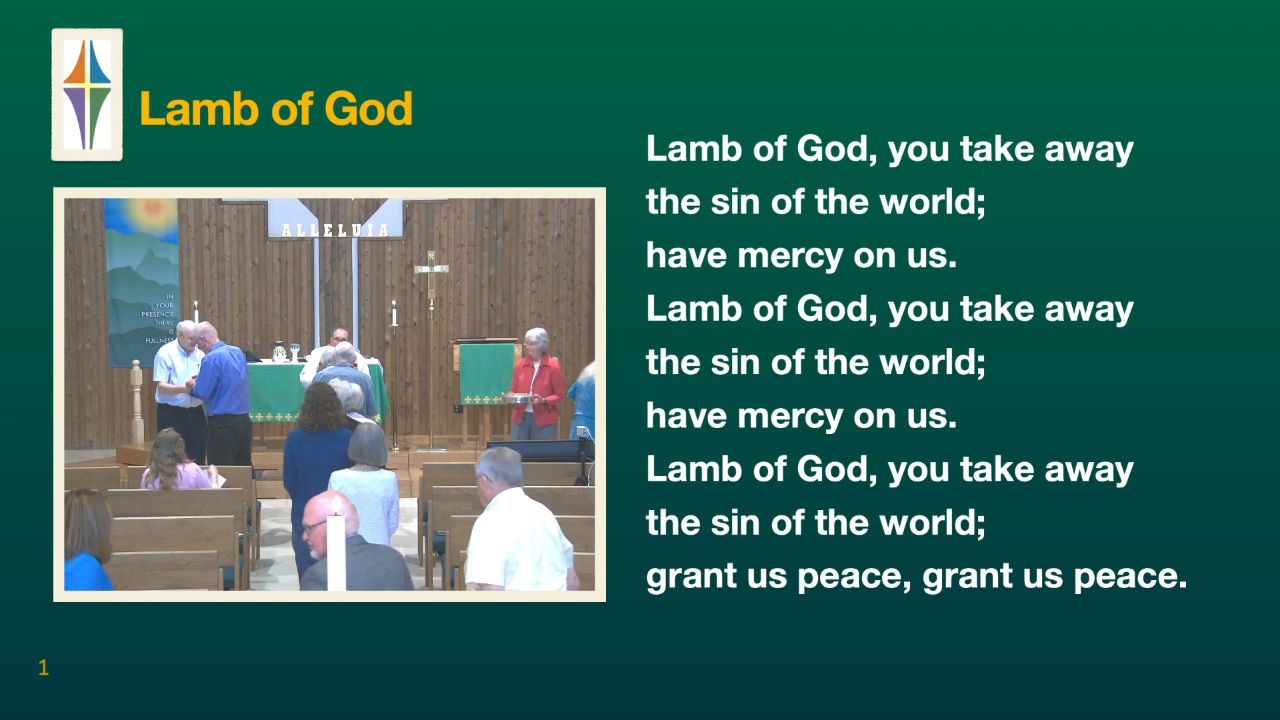 Lamb of God
Lamb of God, you take away
the sin of the world;
have mercy on us.
Lamb of God, you take away
the sin of the world;
have mercy on us.
Lamb of God, you take away
the sin of the world;
grant us peace, grant us peace.
ALLELUIA
IN
YOUR
PRESENCE
THERE
IS
FULLNESS
1